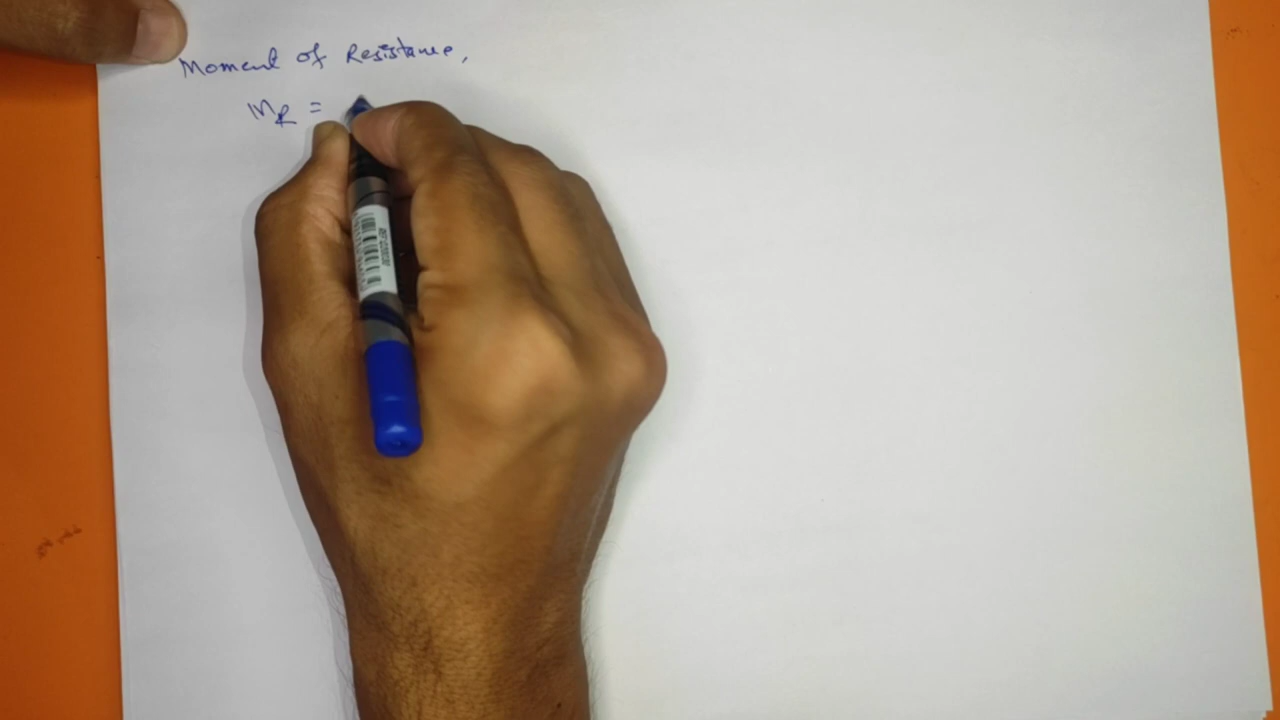 Moment of Resistance,
MR =